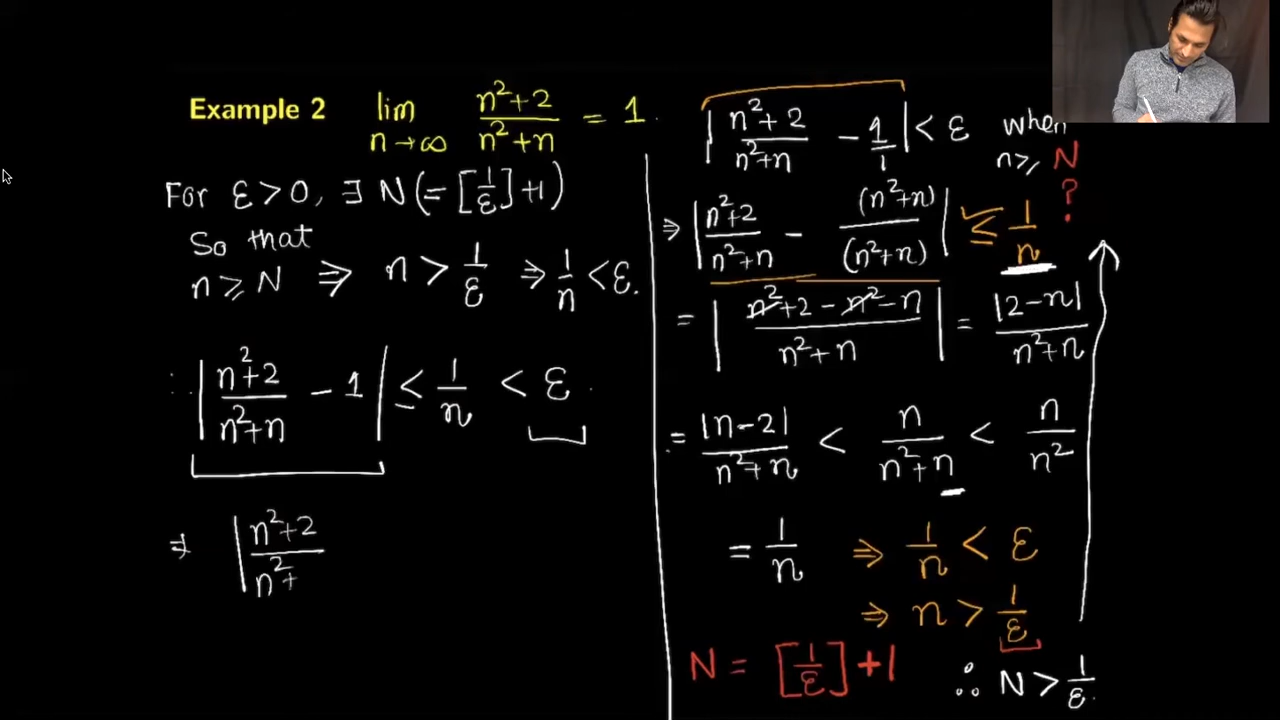 Example 2 lim n→∞ (n²+2)/(n²+n) = 1.
For ε > 0, ∃ N (= [1/ε] + 1)
So that
n ⩾ N ⇒ n > 1/ε ⇒ 1/n < ε.
∴ |(n²+2)/(n²+n) − 1| ≤ 1/n < ε.
⇒ |(n²+2)/(n²+
|(n²+2)/(n²+n) − 1/1| < ε when
n ⩾ N
?
⇒ |(n²+2)/(n²+n) − (n²+n)/(n²+n)| ≤ 1/n
= |(n²+2−n²−n)/(n²+n)| = |2−n|/(n²+n)
= |n−2|/(n²+n) < n/(n²+n) < n/n²
= 1/n ⇒ 1/n < ε
⇒ n > 1/ε
N = [1/ε] + 1 ∴ N > 1/ε.